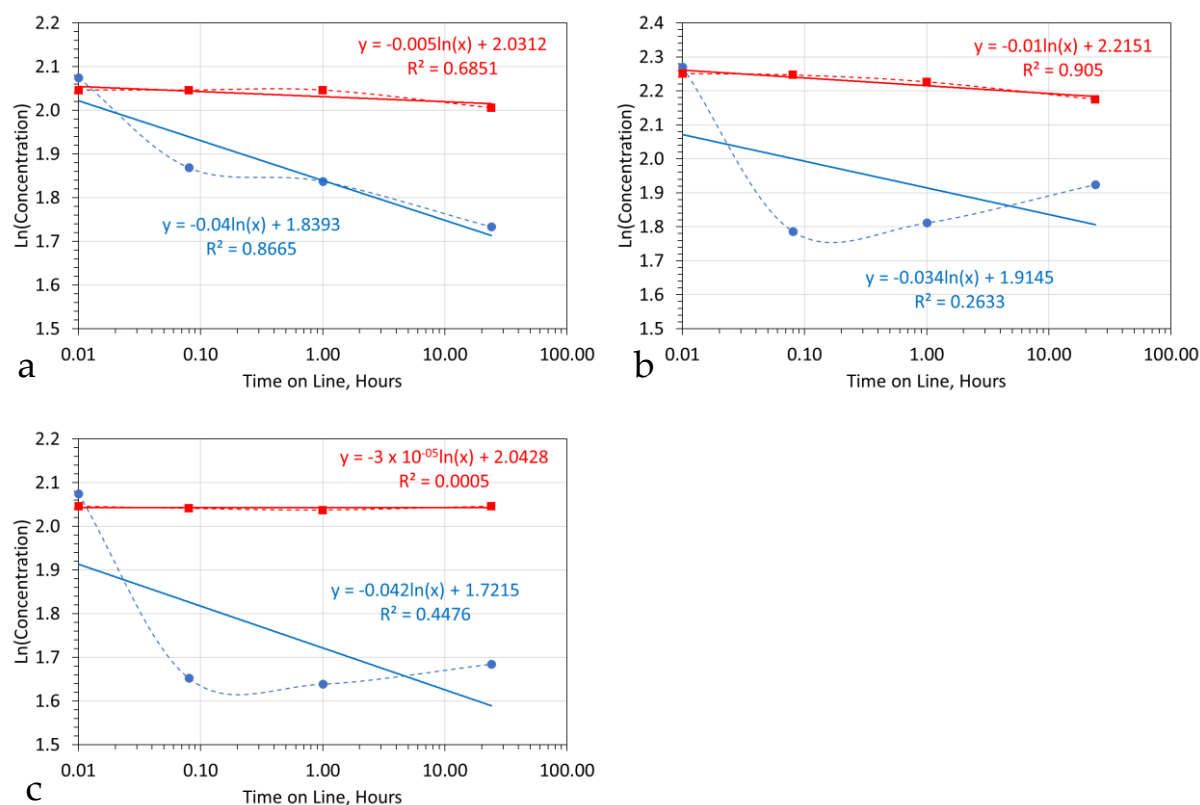 2.2
2.1
2.0
1.9
1.8
1.7
1.6
1.5
Ln(Concentration)
y = -0.005ln(x) + 2.0312
R² = 0.6851
y = -0.04ln(x) + 1.8393
R² = 0.8665
0.01 0.10 1.00 10.00 100.00
Time on Line, Hours
a
2.4
2.3
2.2
2.1
2.0
1.9
1.8
1.7
1.6
1.5
Ln(Concentration)
y = -0.01ln(x) + 2.2151
R² = 0.905
y = -0.034ln(x) + 1.9145
R² = 0.2633
0.01 0.10 1.00 10.00 100.00
Time on Line, Hours
b
2.2
2.1
2.0
1.9
1.8
1.7
1.6
1.5
Ln(Concentration)
y = -3 x 10⁻⁰⁵ln(x) + 2.0428
R² = 0.0005
y = -0.042ln(x) + 1.7215
R² = 0.4476
0.01 0.10 1.00 10.00 100.00
Time on Line, Hours
c